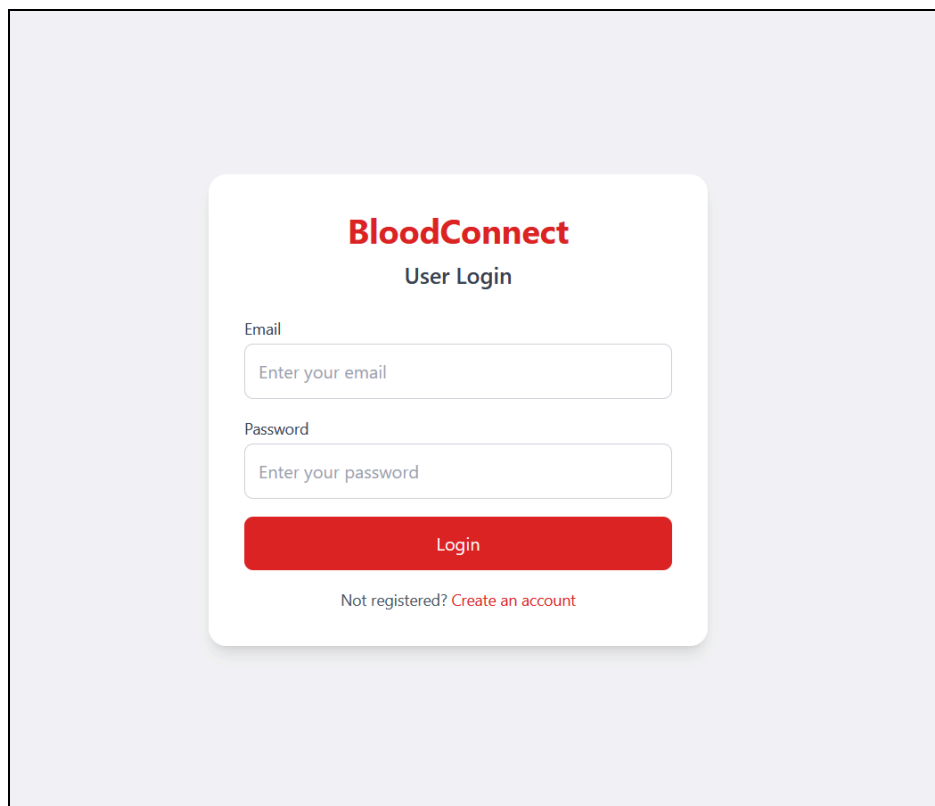 BloodConnect
User Login
Email
Enter your email
Password
Enter your password
Login
Not registered? Create an account